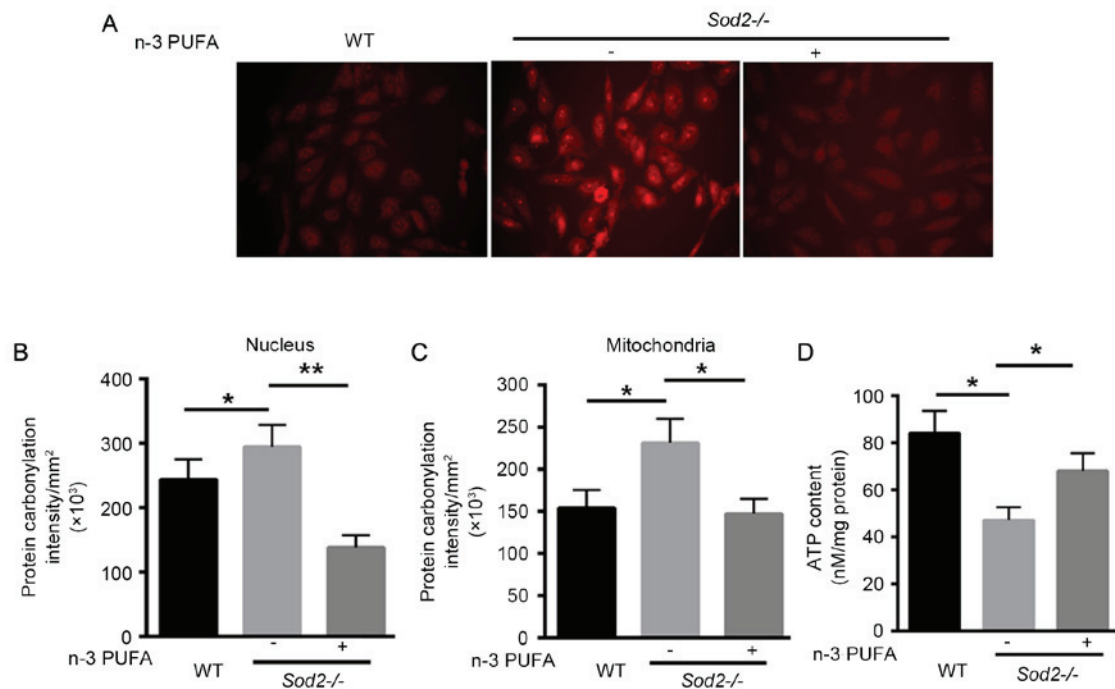 A
n-3 PUFA WT Sod2-/-
- +
B
Nucleus
**
*
400
300
200
100
0
Protein carbonylation
intensity/mm²
(×10³)
n-3 PUFA - +
WT Sod2-/-
C
Mitochondria
* *
300
250
200
150
100
50
0
Protein carbonylation
intensity/mm²
(×10³)
n-3 PUFA - +
WT Sod2-/-
D
*
*
100
80
60
40
20
0
ATP content
(nM/mg protein)
n-3 PUFA - +
WT Sod2-/-